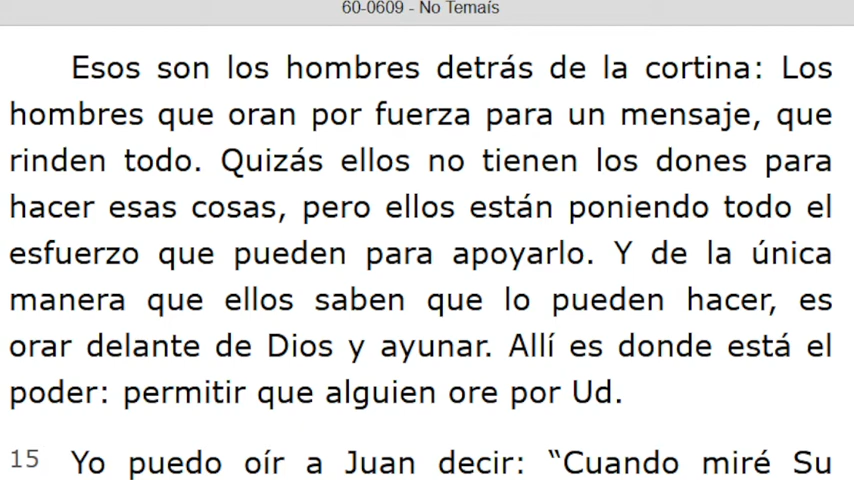 60-0609 - No Temaís
Esos son los hombres detrás de la cortina: Los
hombres que oran por fuerza para un mensaje, que
rinden todo. Quizás ellos no tienen los dones para
hacer esas cosas, pero ellos están poniendo todo el
esfuerzo que pueden para apoyarlo. Y de la única
manera que ellos saben que lo pueden hacer, es
orar delante de Dios y ayunar. Allí es donde está el
poder: permitir que alguien ore por Ud.
15 Yo puedo oír a Juan decir: “Cuando miré Su